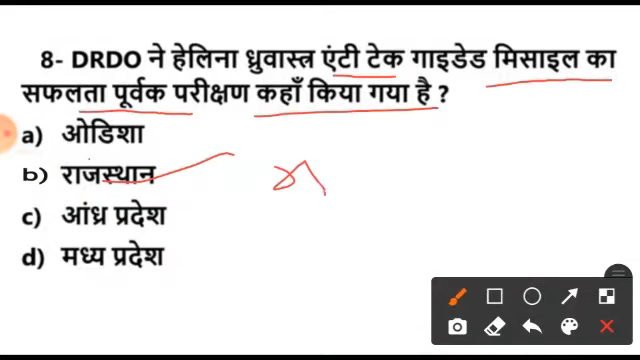 8- DRDO ने हेलिना ध्रुवास्त्र एंटी टेक गाइडेड मिसाइल का
सफलता पूर्वक परीक्षण कहाँ किया गया है ?
a) ओडिशा
b) राजस्थान
c) आंध्र प्रदेश
d) मध्य प्रदेश